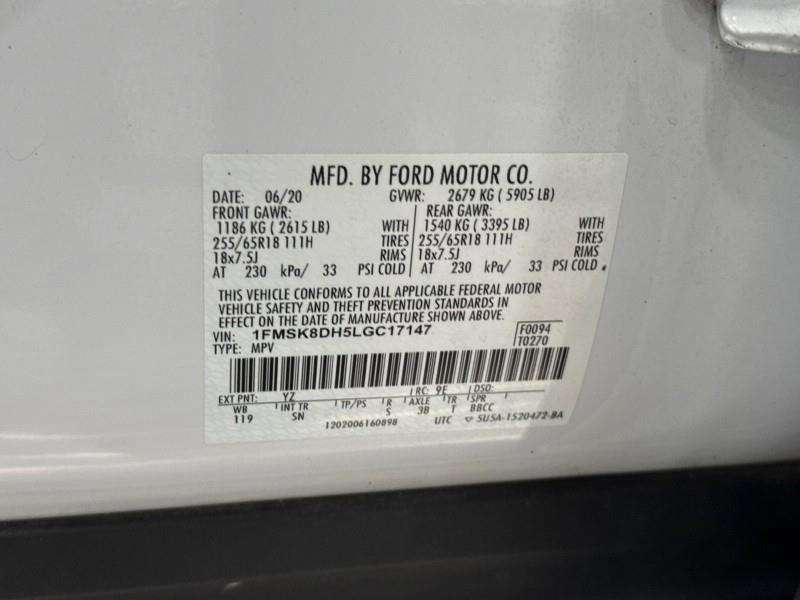 MFD. BY FORD MOTOR CO.
DATE: 06/20 GVWR: 2679 KG ( 5905 LB)
FRONT GAWR: REAR GAWR:
1186 KG ( 2615 LB) WITH 1540 KG ( 3395 LB) WITH
255/65R18 111H TIRES 255/65R18 111H TIRES
18x7.5J RIMS 18x7.5J RIMS
AT 230 kPa/ 33 PSI COLD AT 230 kPa/ 33 PSI COLD
THIS VEHICLE CONFORMS TO ALL APPLICABLE FEDERAL MOTOR
VEHICLE SAFETY AND THEFT PREVENTION STANDARDS IN
EFFECT ON THE DATE OF MANUFACTURE SHOWN ABOVE.
VIN: 1FMSK8DH5LGC17147 F0094
TYPE: MPV T0270
EXT PNT: YZ RC: 9E DSO:
WB INT TR TP/PS R AXLE TR SPR
119 SN S 3B T BBCC
1202006160898 UTC 5U5A-1520472-BA